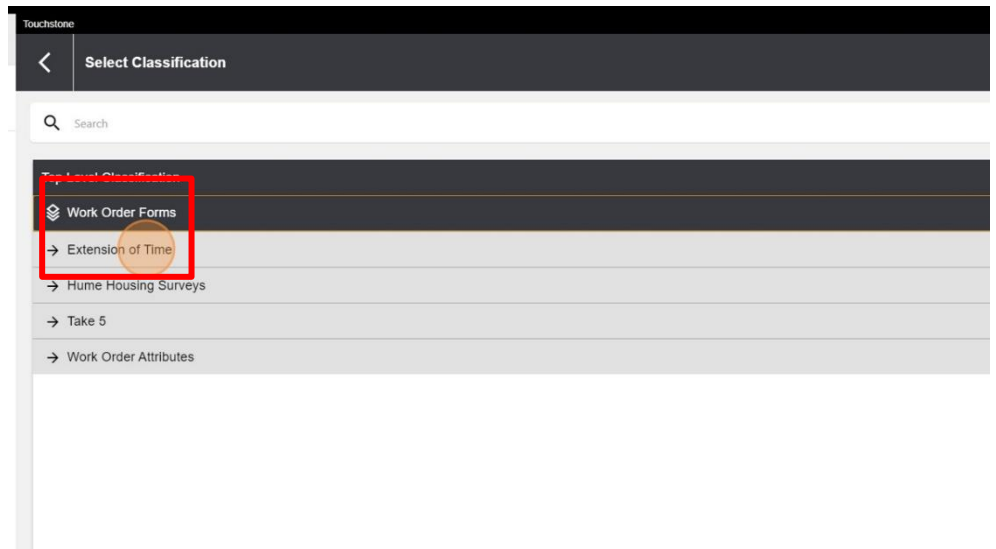 Touchstone
Select Classification
Search
Top Level Classification
Work Order Forms
Extension of Time
Hume Housing Surveys
Take 5
Work Order Attributes